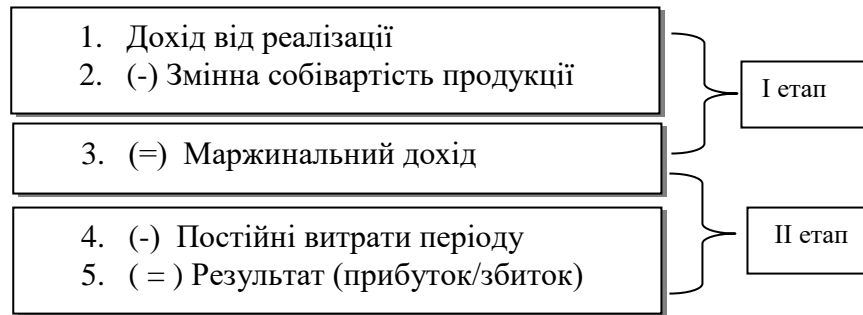 1. Дохід від реалізації
2. (-) Змінна собівартість продукції
І етап
3. (=) Маржинальний дохід
4. (-) Постійні витрати періоду
5. ( = ) Результат (прибуток/збиток)
ІІ етап